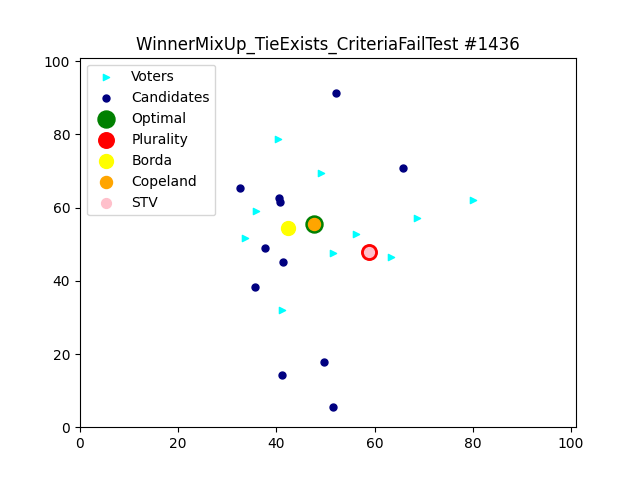 WinnerMixUp_TieExists_CriteriaFailTest #1436
Voters
Candidates
Optimal
Plurality
Borda
Copeland
STV
100
80
60
40
20
0
0 20 40 60 80 100